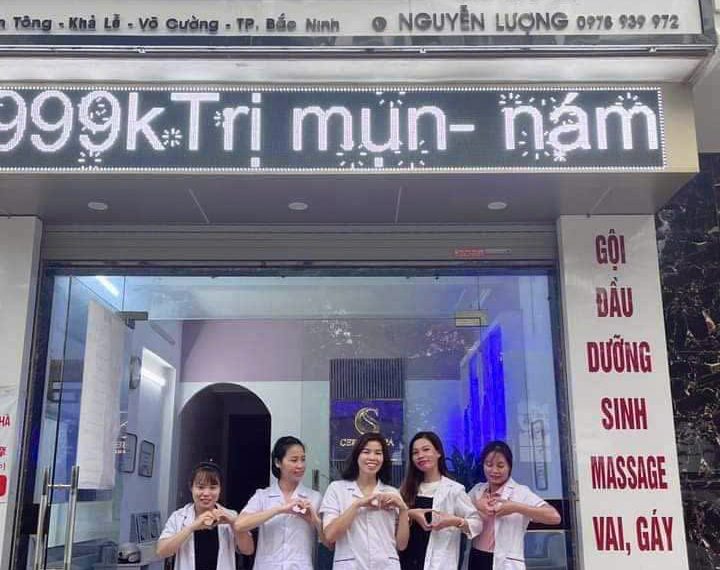 Tông - Khả Lễ - Võ Cường - TP. Bắc Ninh NGUYỄN LƯỢNG 0978 939 972
999kTrị mụn- nám
GỘI
ĐẦU
DƯỠNG
SINH
MASSAGE
VAI, GÁY